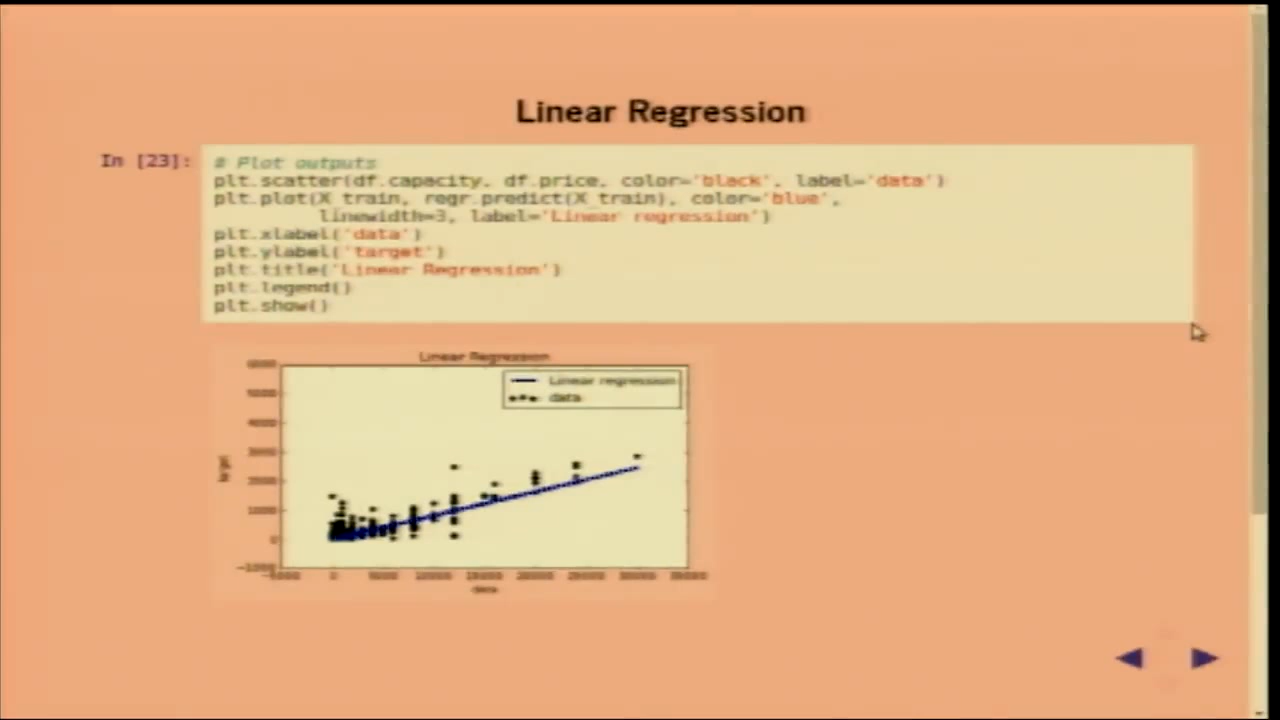 Linear Regression
In [23]:
# Plot outputs
plt.scatter(df.capacity, df.price, color='black', label='data')
plt.plot(X_train, regr.predict(X_train), color='blue',
linewidth=3, label='Linear regression')
plt.xlabel('data')
plt.ylabel('target')
plt.title('Linear Regression')
plt.legend()
plt.show()
Linear Regression
Linear regression
data
6000
5000
4000
3000
2000
1000
0
-1000
target
-5000 0 5000 10000 15000 20000 25000 30000 35000
data